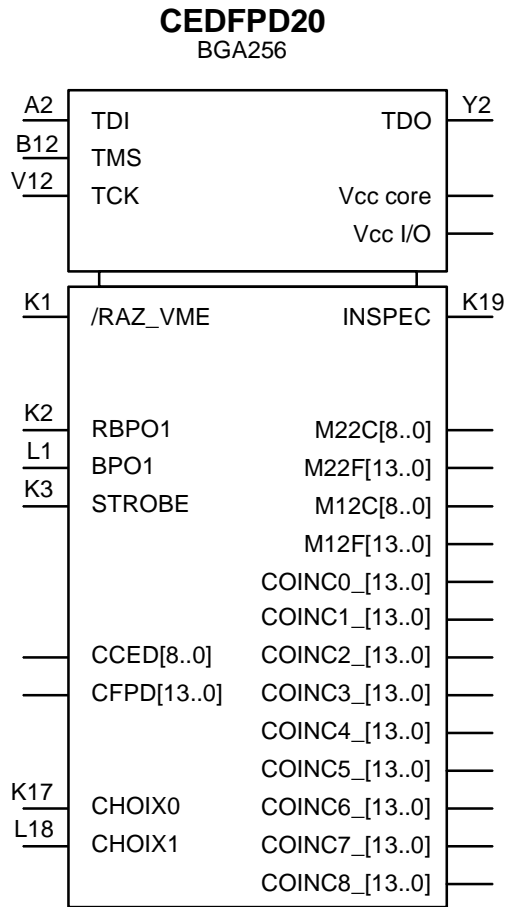 CEDFPD20
BGA256
A2 TDI TDO Y2
B12 TMS
V12 TCK Vcc core
Vcc I/O
K1 /RAZ_VME INSPEC K19
K2 RBPO1 M22C[8..0]
L1 BPO1 M22F[13..0]
K3 STROBE M12C[8..0]
M12F[13..0]
COINC0_[13..0]
COINC1_[13..0]
CCED[8..0] COINC2_[13..0]
CFPD[13..0] COINC3_[13..0]
COINC4_[13..0]
COINC5_[13..0]
K17 CHOIX0 COINC6_[13..0]
L18 CHOIX1 COINC7_[13..0]
COINC8_[13..0]